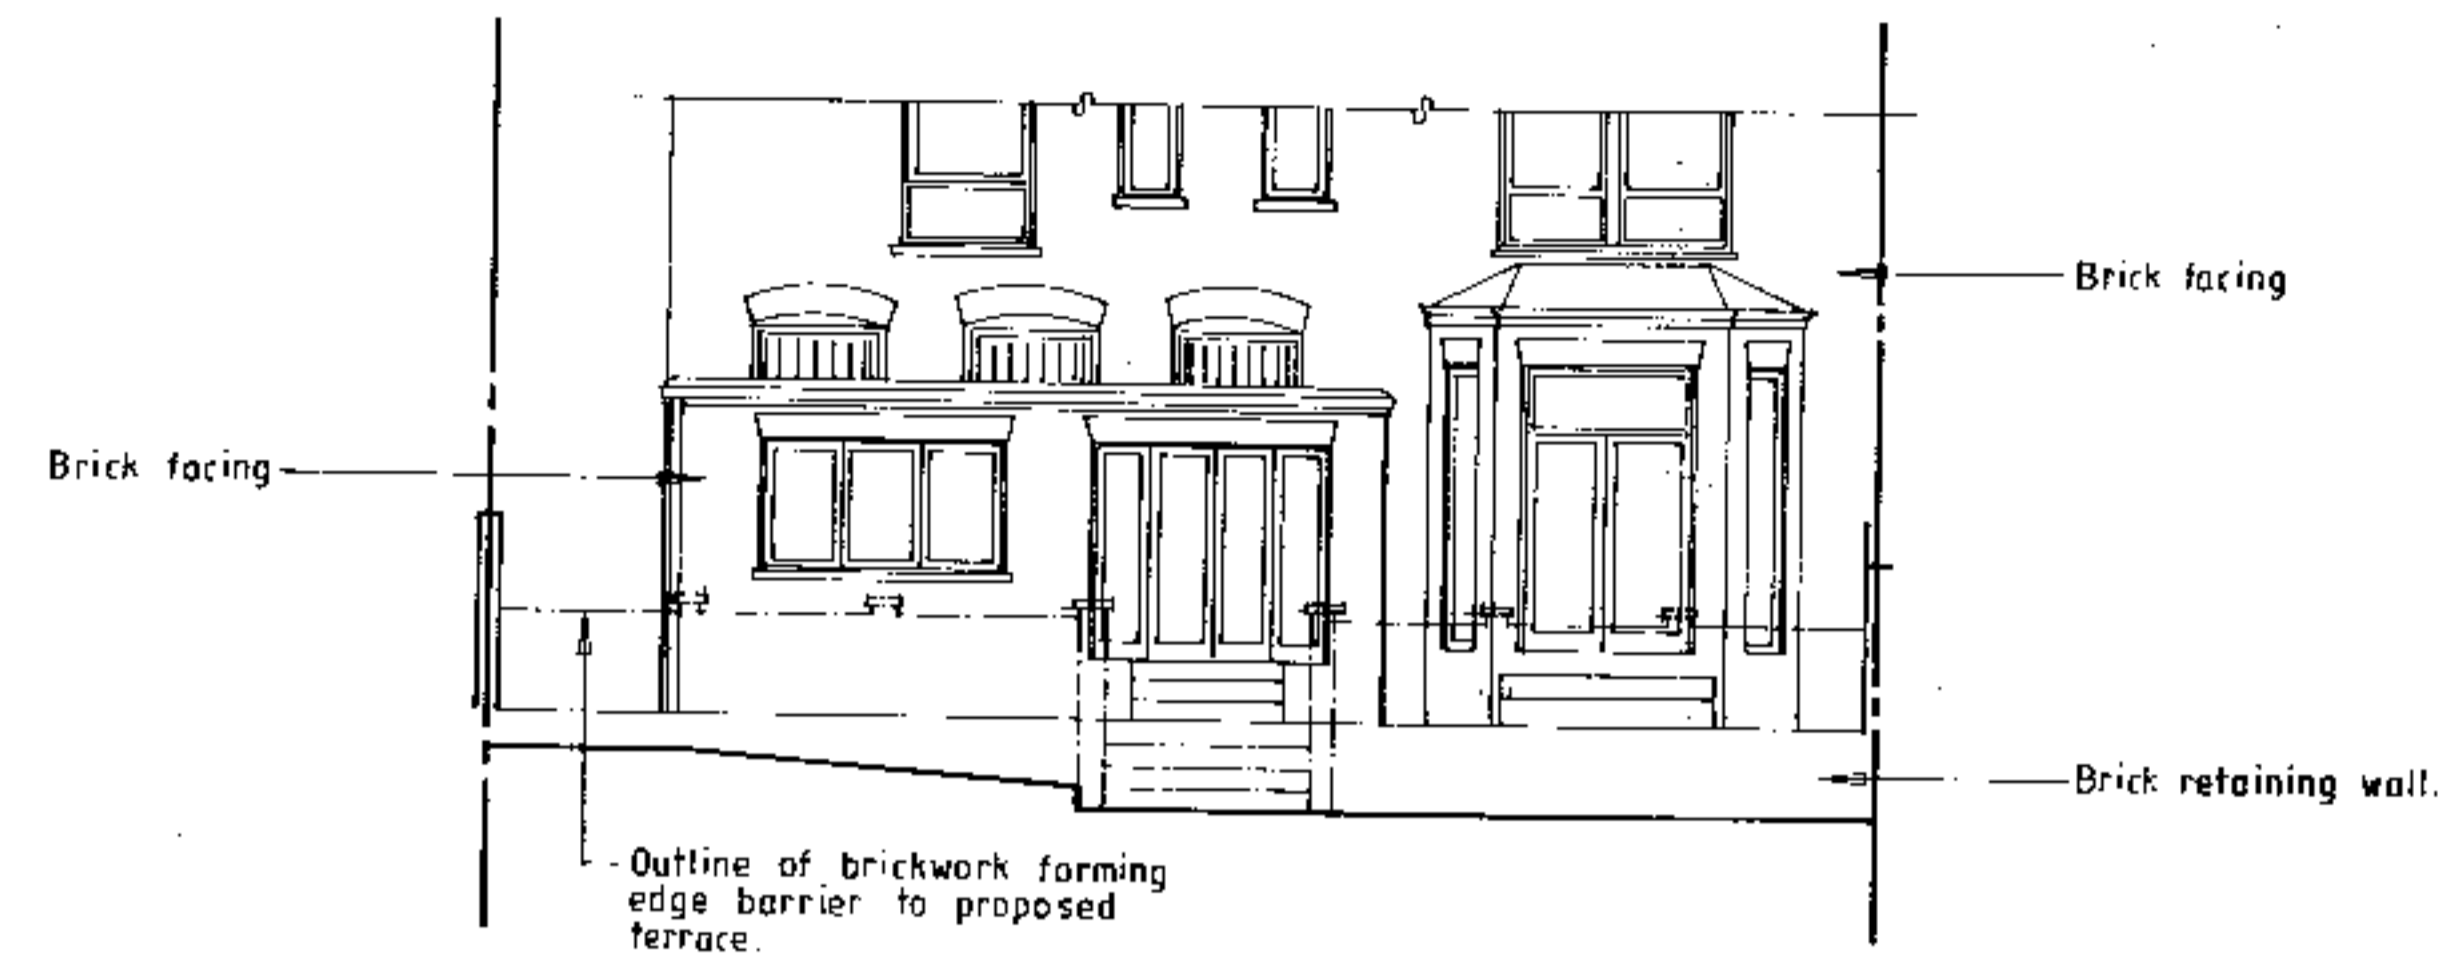 Brick facing
Brick facing
Brick retaining wall.
Outline of brickwork forming
edge barrier to proposed
terrace.